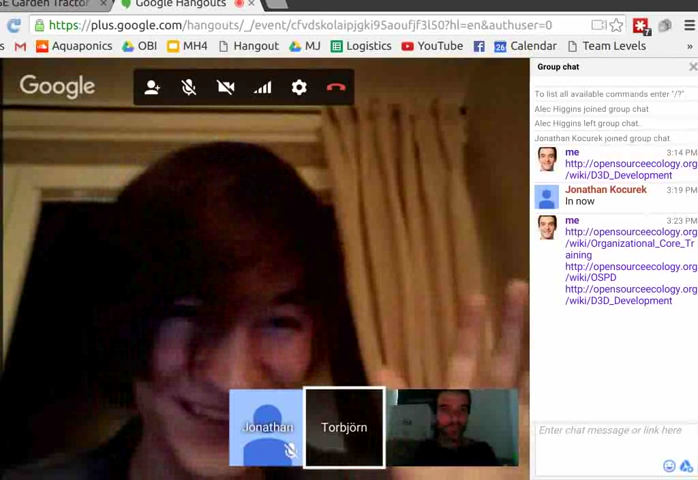 SE Garden Tractor
Google Hangouts
https://plus.google.com/hangouts/_/event/cfvdskolaipjgki95aoufjf3l50?hl=en&authuser=0
s
Aquaponics
OBI
MH4
Hangout
MJ
Logistics
YouTube
Facebook
26
Calendar
Team Levels
»
7
Google
Group chat
To list all available commands enter "/?"
Alec Higgins joined group chat
Alec Higgins left group chat.
Jonathan Kocurek joined group chat
me 3:14 PM
http://opensourceecology.org
/wiki/D3D_Development
Jonathan Kocurek 3:19 PM
In now
me 3:23 PM
http://opensourceecology.org
/wiki/Organizational_Core_Tr
aining
http://opensourceecology.org
/wiki/OSPD
http://opensourceecology.org
/wiki/D3D_Development
Jonathan
Torbjörn
Enter chat message or link here